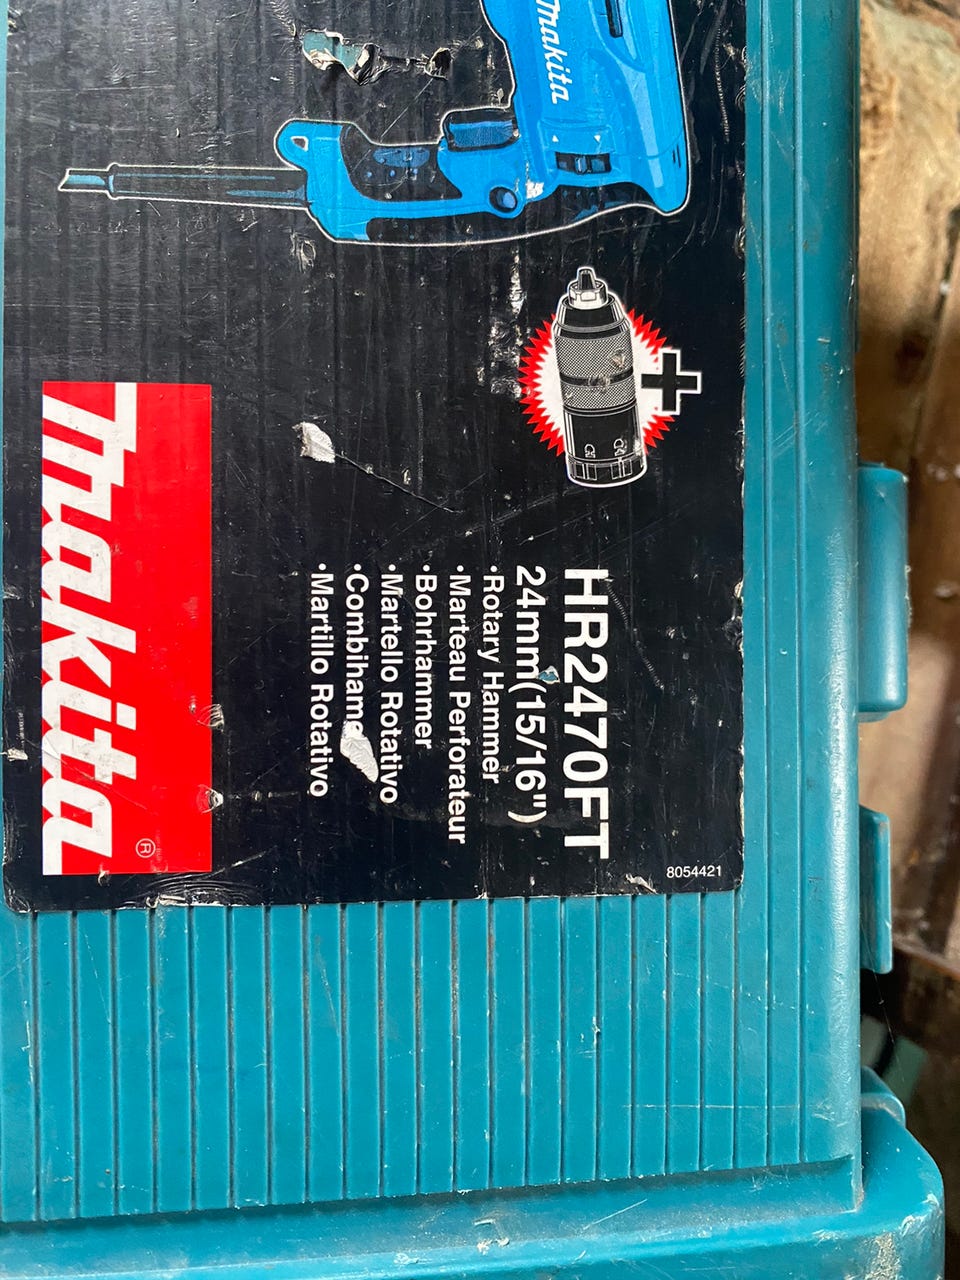 Makita
HR2470FT
24mm(15/16")
•Rotary Hammer
•Marteau Perforateur
•Bohrhammer
•Martello Rotativo
•Combihamer
•Martillo Rotativo
Makita®
8054421